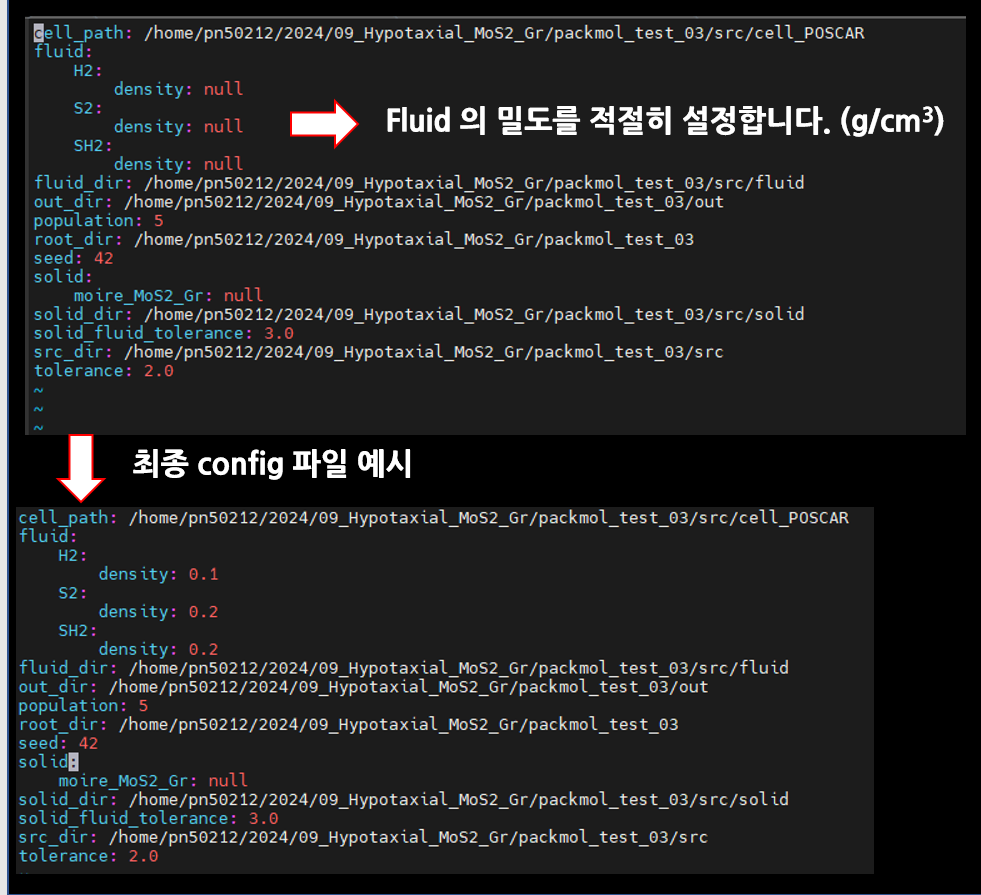 cell_path: /home/pn50212/2024/09_Hypotaxial_MoS2_Gr/packmol_test_03/src/cell_POSCAR
fluid:
    H2:
        density: null
    S2:
        density: null
    SH2:
        density: null
Fluid 의 밀도를 적절히 설정합니다. (g/cm³)
fluid_dir: /home/pn50212/2024/09_Hypotaxial_MoS2_Gr/packmol_test_03/src/fluid
out_dir: /home/pn50212/2024/09_Hypotaxial_MoS2_Gr/packmol_test_03/out
population: 5
root_dir: /home/pn50212/2024/09_Hypotaxial_MoS2_Gr/packmol_test_03
seed: 42
solid:
    moire_MoS2_Gr: null
solid_dir: /home/pn50212/2024/09_Hypotaxial_MoS2_Gr/packmol_test_03/src/solid
solid_fluid_tolerance: 3.0
src_dir: /home/pn50212/2024/09_Hypotaxial_MoS2_Gr/packmol_test_03/src
tolerance: 2.0
~
~
~
최종 config 파일 예시
cell_path: /home/pn50212/2024/09_Hypotaxial_MoS2_Gr/packmol_test_03/src/cell_POSCAR
fluid:
    H2:
        density: 0.1
    S2:
        density: 0.2
    SH2:
        density: 0.2
fluid_dir: /home/pn50212/2024/09_Hypotaxial_MoS2_Gr/packmol_test_03/src/fluid
out_dir: /home/pn50212/2024/09_Hypotaxial_MoS2_Gr/packmol_test_03/out
population: 5
root_dir: /home/pn50212/2024/09_Hypotaxial_MoS2_Gr/packmol_test_03
seed: 42
solid:
    moire_MoS2_Gr: null
solid_dir: /home/pn50212/2024/09_Hypotaxial_MoS2_Gr/packmol_test_03/src/solid
solid_fluid_tolerance: 3.0
src_dir: /home/pn50212/2024/09_Hypotaxial_MoS2_Gr/packmol_test_03/src
tolerance: 2.0